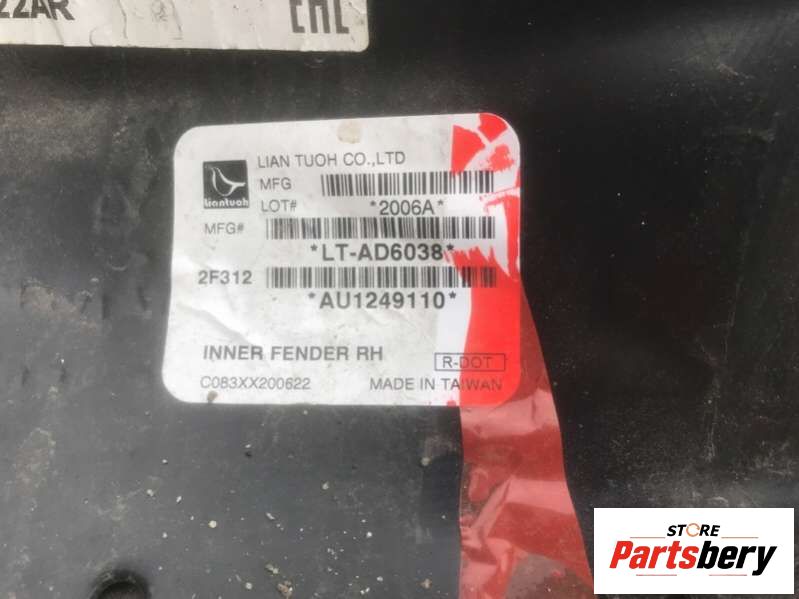 22AR
EAC
Liantuoh
LIAN TUOH CO.,LTD
MFG
LOT#
*2006A*
MFG#
*LT-AD6038*
2F312
*AU1249110*
INNER FENDER RH
R-DOT
C083XX200622
MADE IN TAIWAN
STORE
Partsbery